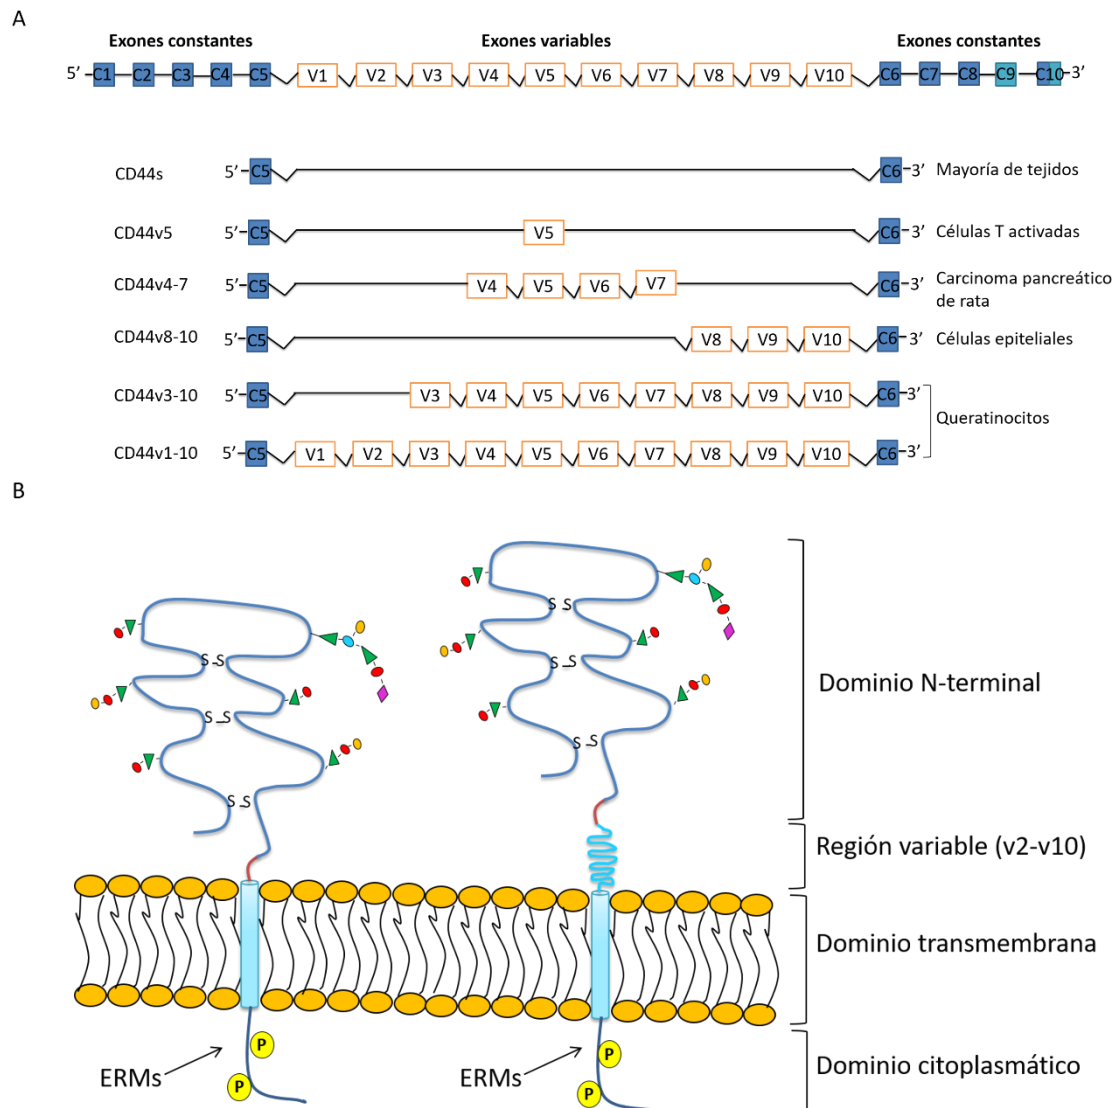 A
Exones constantes Exones variables Exones constantes
5’ C1 C2 C3 C4 C5 V1 V2 V3 V4 V5 V6 V7 V8 V9 V10 C6 C7 C8 C9 C10 3’
CD44s 5’ C5 C6 3’ Mayoría de tejidos
CD44v5 5’ C5 V5 C6 3’ Células T activadas
CD44v4-7 5’ C5 V4 V5 V6 V7 C6 3’ Carcinoma pancreático
de rata
CD44v8-10 5’ C5 V8 V9 V10 C6 3’ Células epiteliales
CD44v3-10 5’ C5 V3 V4 V5 V6 V7 V8 V9 V10 C6 3’
Queratinocitos
CD44v1-10 5’ C5 V1 V2 V3 V4 V5 V6 V7 V8 V9 V10 C6 3’
B
S S
S S
S S
S S
S S
S S
Dominio N-terminal
Región variable (v2-v10)
Dominio transmembrana
Dominio citoplasmático
P P
ERMs ERMs
P P